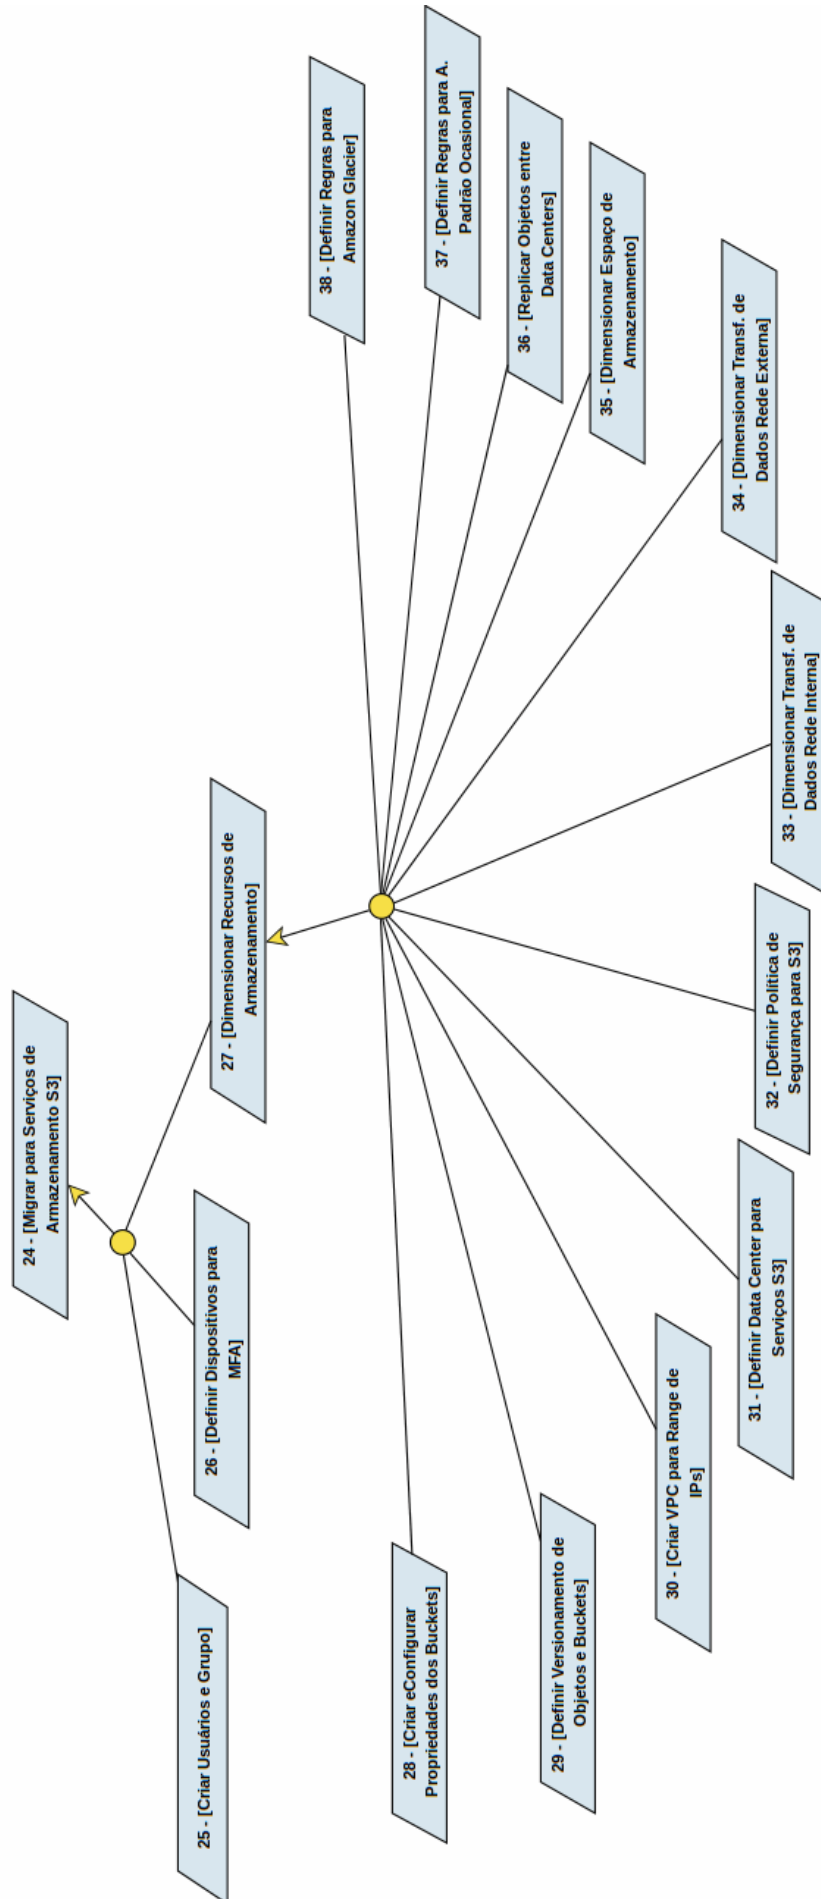 24 - [Migrar para Serviços de
Armazenamento S3]
25 - [Criar Usuários e Grupo]
26 - [Definir Dispositivos para
MFA]
27 - [Dimensionar Recursos de
Armazenamento]
28 - [Criar eConfigurar
Propriedades dos Buckets]
29 - [Definir Versionamento de
Objetos e Buckets]
30 - [Criar VPC para Range de
IPs]
31 - [Definir Data Center para
Serviços S3]
32 - [Definir Política de
Segurança para S3]
33 - [Dimensionar Transf. de
Dados Rede Interna]
34 - [Dimensionar Transf. de
Dados Rede Externa]
35 - [Dimensionar Espaço de
Armazenamento]
36 - [Replicar Objetos entre
Data Centers]
37 - [Definir Regras para A.
Padrão Ocasional]
38 - [Definir Regras para
Amazon Glacier]